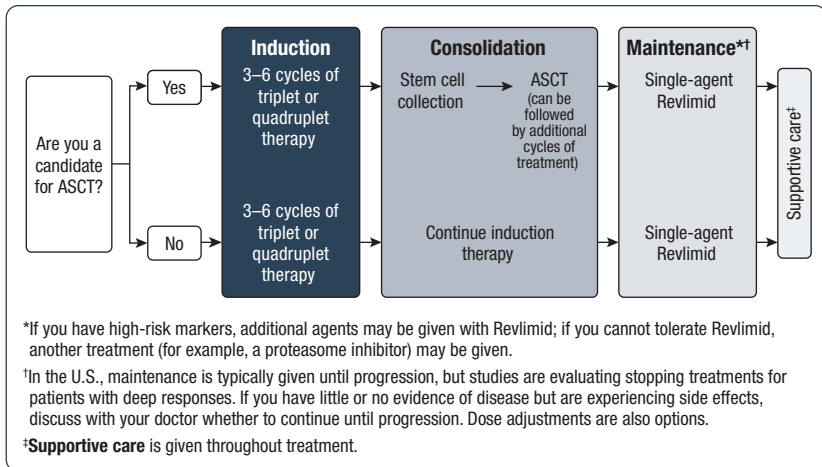 Induction
Consolidation
Maintenance*†
Are you a
candidate
for ASCT?
Yes
3–6 cycles of
triplet or
quadruplet
therapy
Stem cell
collection
ASCT
(can be
followed
by additional
cycles of
treatment)
Single-agent
Revlimid
No
3–6 cycles of
triplet or
quadruplet
therapy
Continue induction
therapy
Single-agent
Revlimid
Supportive care‡
*If you have high-risk markers, additional agents may be given with Revlimid; if you cannot tolerate Revlimid,
another treatment (for example, a proteasome inhibitor) may be given.
†In the U.S., maintenance is typically given until progression, but studies are evaluating stopping treatments for
patients with deep responses. If you have little or no evidence of disease but are experiencing side effects,
discuss with your doctor whether to continue until progression. Dose adjustments are also options.
‡Supportive care is given throughout treatment.